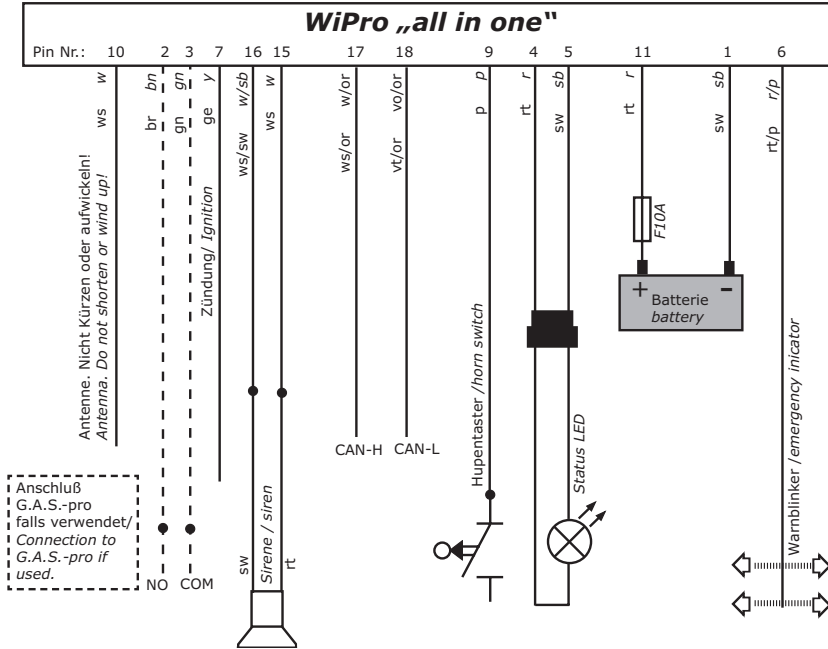 WiPro „all in one”
Pin Nr.: 10 2 3 7 16 15 17 18 9 4 5 11 1 6
w bn gn y w/sb w w/or vo/or p r sb r sb r/p
ws br gn ge ws/sw ws ws/or vt/or p rt sw rt sw rt/p
Antenne. Nicht Kürzen oder aufwickeln!
Antenna. Do not shorten or wind up!
Zündung/ Ignition
F10A
+ -
Batterie
battery
CAN-H CAN-L
Hupentaster /horn switch
Status LED
Warnblinker /emergency inicator
Anschluß
G.A.S.-pro
falls verwendet/
Connection to
G.A.S.-pro if
used.
NO COM
sw
Sirene / siren
rt